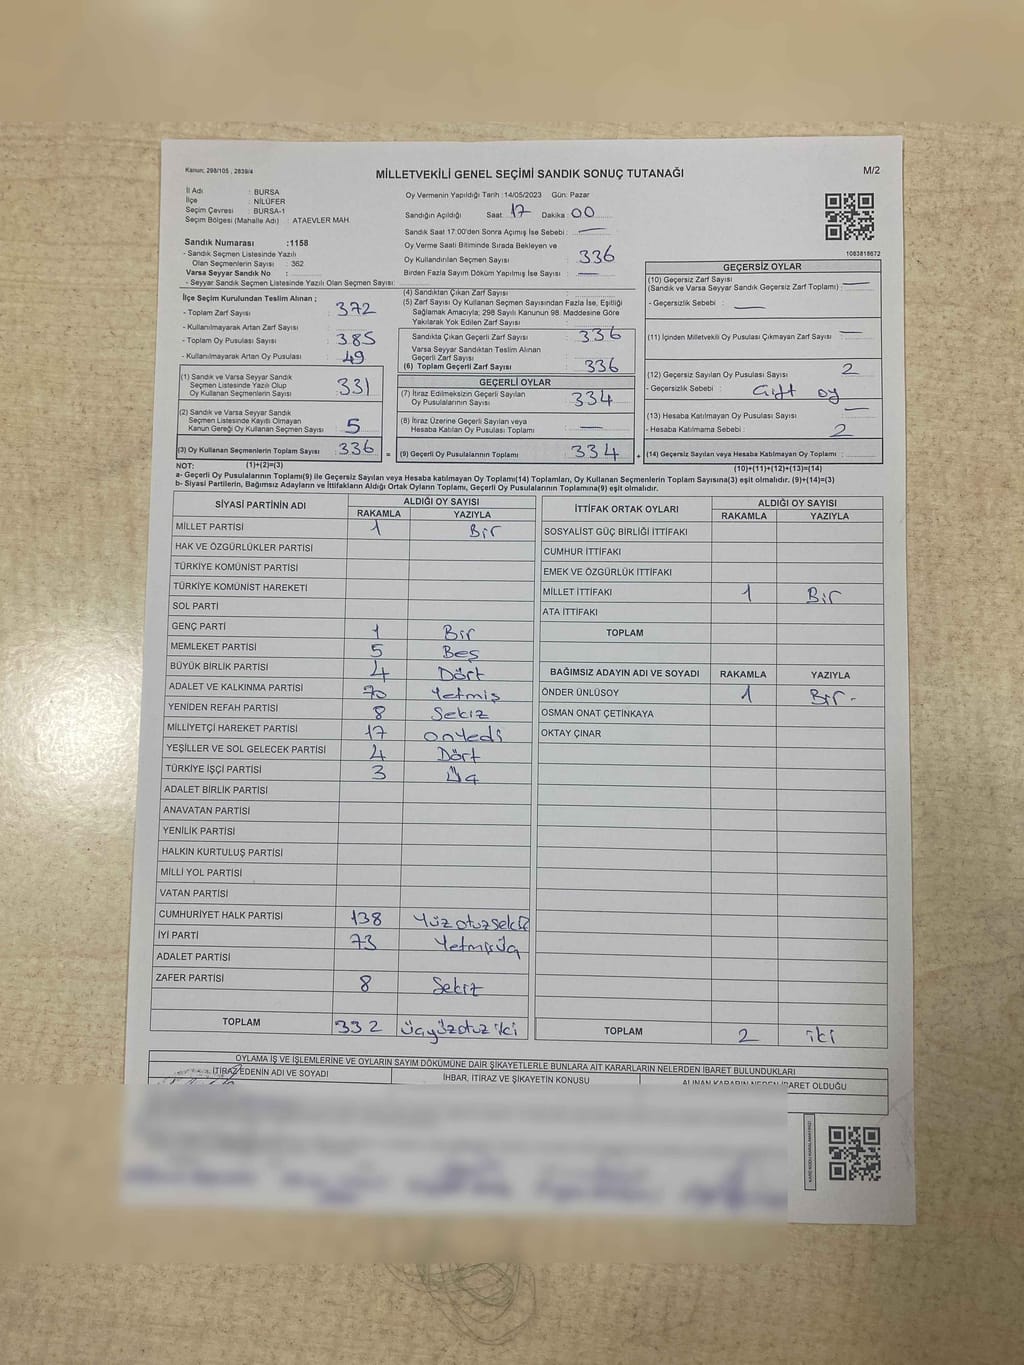 Kanun: 298/105 , 2839/4
MİLLETVEKİLİ GENEL SEÇİMİ SANDIK SONUÇ TUTANAĞI
M/2
İl Adı : BURSA
İlçe : NİLÜFER
Seçim Çevresi : BURSA-1
Seçim Bölgesi (Mahalle Adı) : ATAEVLER MAH
Sandık Numarası :1158
- Sandık Seçmen Listesinde Yazılı
Olan Seçmenlerin Sayısı : 362
Varsa Seyyar Sandık No :
- Seyyar Sandık Seçmen Listesinde Yazılı Olan Seçmen Sayısı:
Oy Vermenin Yapıldığı Tarih :14/05/2023 Gün: Pazar
Sandığın Açıldığı Saat: 17 Dakika 00
Sandık Saat 17:00'den Sonra Açılmış İse Sebebi : —
Oy Verme Saati Bitiminde Sırada Bekleyen ve
Oy Kullandırılan Seçmen Sayısı : 336
Birden Fazla Sayım Döküm Yapılmış İse Sayısı : —
1083818672
İlçe Seçim Kurulundan Teslim Alınan ;
- Toplam Zarf Sayısı : 372
- Kullanılmayarak Artan Zarf Sayısı :
- Toplam Oy Pusulası Sayısı : 385
- Kullanılmayarak Artan Oy Pusulası : 49
(1) Sandık ve Varsa Seyyar Sandık
Seçmen Listesinde Yazılı Olup
Oy Kullanan Seçmenlerin Sayısı : 331
(2) Sandık ve Varsa Seyyar Sandık
Seçmen Listesinde Kayıtlı Olmayan
Kanun Gereği Oy Kullanan Seçmen Sayısı : 5
(3) Oy Kullanan Seçmenlerin Toplam Sayısı : 336
(4) Sandıktan Çıkan Zarf Sayısı :
(5) Zarf Sayısı Oy Kullanan Seçmen Sayısından Fazla İse, Eşitliği
Sağlamak Amacıyla; 298 Sayılı Kanunun 98. Maddesine Göre
Yakılarak Yok Edilen Zarf Sayısı :
Sandıkta Çıkan Geçerli Zarf Sayısı : 336
Varsa Seyyar Sandıktan Teslim Alınan
Geçerli Zarf Sayısı :
(6) Toplam Geçerli Zarf Sayısı : 336
GEÇERLİ OYLAR
(7) İtiraz Edilmeksizin Geçerli Sayılan
Oy Pusulalarının Sayısı : 334
(8) İtiraz Üzerine Geçerli Sayılan veya
Hesaba Katılan Oy Pusulası Toplamı : —
= (9) Geçerli Oy Pusulalarının Toplamı : 334 +
GEÇERSİZ OYLAR
(10) Geçersiz Zarf Sayısı
(Sandık ve Varsa Seyyar Sandık Geçersiz Zarf Toplamı) : —
- Geçersizlik Sebebi : —
(11) İçinden Milletvekili Oy Pusulası Çıkmayan Zarf Sayısı : —
(12) Geçersiz Sayılan Oy Pusulası Sayısı : 2
- Geçersizlik Sebebi : Çift oy
(13) Hesaba Katılmayan Oy Pusulası Sayısı : —
- Hesaba Katılmama Sebebi : 2
(14) Geçersiz Sayılan veya Hesaba Katılmayan Oy Toplamı :
NOT: (1)+(2)=(3)
(10)+(11)+(12)+(13)=(14)
a- Geçerli Oy Pusulalarının Toplamı(9) ile Geçersiz Sayılan veya Hesaba katılmayan Oy Toplamı(14) Toplamları, Oy Kullanan Seçmenlerin Toplam Sayısına(3) eşit olmalıdır. (9)+(14)=(3)
b- Siyasi Partilerin, Bağımsız Adayların ve İttifakların Aldığı Ortak Oyların Toplamı, Geçerli Oy Pusulalarının Toplamına(9) eşit olmalıdır.
SİYASİ PARTİNİN ADI ALDIĞI OY SAYISI
RAKAMLA YAZIYLA
MİLLET PARTİSİ 1 Bir
HAK VE ÖZGÜRLÜKLER PARTİSİ
TÜRKİYE KOMÜNİST PARTİSİ
TÜRKİYE KOMÜNİST HAREKETİ
SOL PARTİ
GENÇ PARTİ 1 Bir
MEMLEKET PARTİSİ 5 Beş
BÜYÜK BİRLİK PARTİSİ 4 Dört
ADALET VE KALKINMA PARTİSİ 70 Yetmiş
YENİDEN REFAH PARTİSİ 8 Sekiz
MİLLİYETÇİ HAREKET PARTİSİ 17 onyedi
YEŞİLLER VE SOL GELECEK PARTİSİ 4 Dört
TÜRKİYE İŞÇİ PARTİSİ 3 Üç
ADALET BİRLİK PARTİSİ
ANAVATAN PARTİSİ
YENİLİK PARTİSİ
HALKIN KURTULUŞ PARTİSİ
MİLLİ YOL PARTİSİ
VATAN PARTİSİ
CUMHURİYET HALK PARTİSİ 138 Yüzotuzsekiz
İYİ PARTİ 73 Yetmişüç
ADALET PARTİSİ
ZAFER PARTİSİ 8 Sekiz
TOPLAM 332 üçyüzotuz iki
İTTİFAK ORTAK OYLARI ALDIĞI OY SAYISI
RAKAMLA YAZIYLA
SOSYALİST GÜÇ BİRLİĞİ İTTİFAKI
CUMHUR İTTİFAKI
EMEK VE ÖZGÜRLÜK İTTİFAKI
MİLLET İTTİFAKI 1 Bir
ATA İTTİFAKI
TOPLAM
BAĞIMSIZ ADAYIN ADI VE SOYADI RAKAMLA YAZIYLA
ÖNDER ÜNLÜSOY 1 Bir-
OSMAN ONAT ÇETİNKAYA
OKTAY ÇINAR
TOPLAM 2 iki
OYLAMA İŞ VE İŞLEMLERİNE VE OYLARIN SAYIM DÖKÜMÜNE DAİR ŞİKAYETLERLE BUNLARA AİT KARARLARIN NELERDEN İBARET BULUNDUKLARI
İTİRAZ EDENİN ADI VE SOYADI
İHBAR, İTİRAZ VE ŞİKAYETİN KONUSU
ALINAN KARARIN NEDEN İBARET OLDUĞU